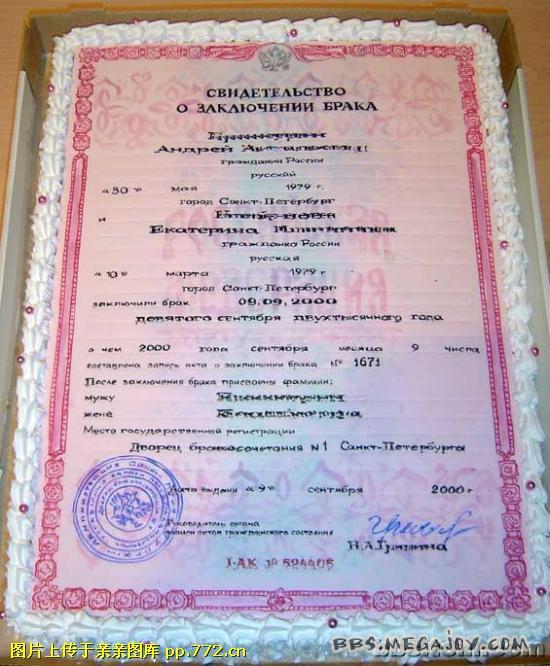 СВИДЕТЕЛЬСТВО
О ЗАКЛЮЧЕНИИ БРАКА
Андрей
гражданин России
русский
«30» мая 1979 г.
город Санкт-Петербург
и
Екатерина
гражданка России
русская
«10» марта 1979 г.
город Санкт-Петербург
заключили брак 09.09.2000
девятого сентября двухтысячного года
о чем 2000 года сентября месяца 9 числа
составлена запись акта о заключении брака № 1671
После заключения брака присвоены фамилии:
мужу
жене
Место государственной регистрации
Дворец бракосочетания №1 Санкт-Петербурга
Дата выдачи «9» сентября 2000 г.
Руководитель органа
записи актов гражданского состояния
Н.А.Гришина
I-АК № 524405
图片上传于亲亲图库 pp.772.cn
BBS.MEGAJOY.COM